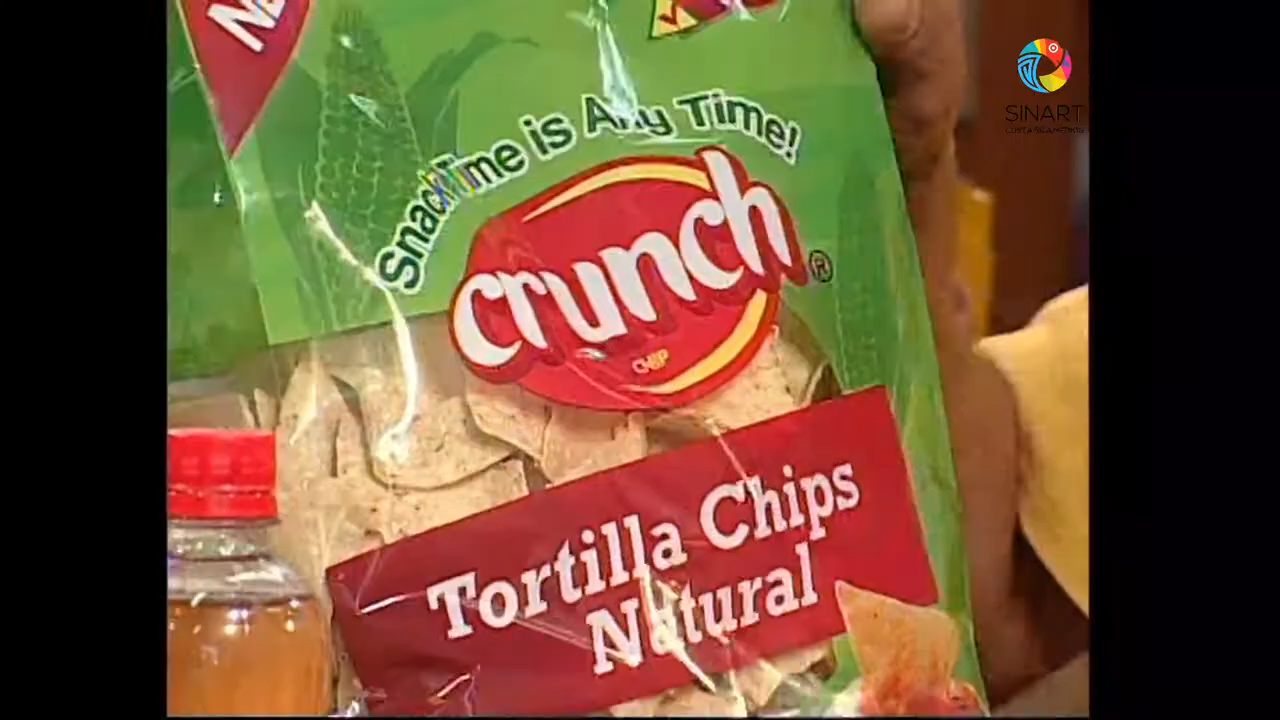 SINART
SnackTime is Any Time!
crunch
®
CHIP
Tortilla Chips
Natural